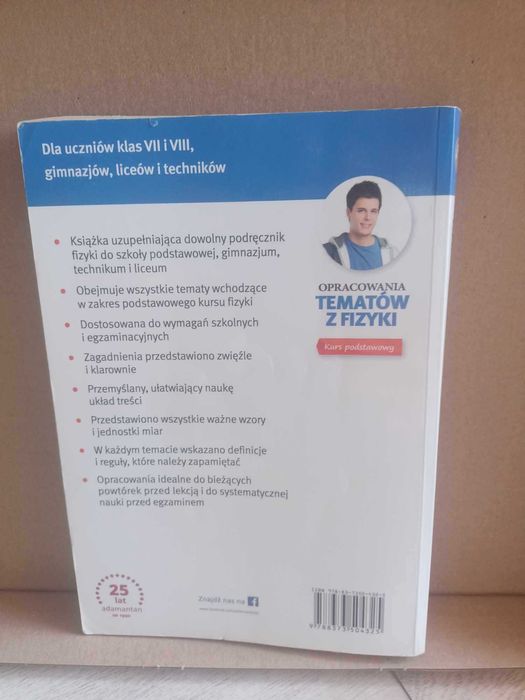 Dla uczniów klas VII i VIII,
gimnazjów, liceów i techników
OPRACOWANIA
TEMATÓW
Z FIZYKI
Kurs podstawowy
• Książka uzupełniająca dowolny podręcznik
fizyki do szkoły podstawowej, gimnazjum,
technikum i liceum
• Obejmuje wszystkie tematy wchodzące
w zakres podstawowego kursu fizyki
• Dostosowana do wymagań szkolnych
i egzaminacyjnych
• Zagadnienia przedstawiono zwięźle
i klarownie
• Przemyślany, ułatwiający naukę
układ treści
• Przedstawiono wszystkie ważne wzory
i jednostki miar
• W każdym temacie wskazano definicje
i reguły, które należy zapamiętać
• Opracowania idealne do bieżących
powtórek przed lekcją i do systematycznej
nauki przed egzaminem
25
lat
adamantan
Znajdź nas na
9 788373 504325